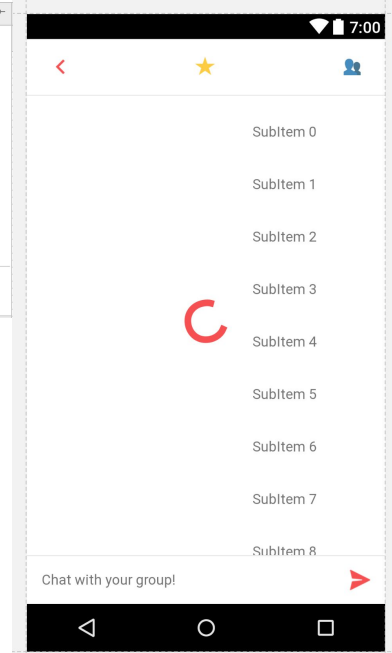 7:00
SubItem 0
SubItem 1
SubItem 2
SubItem 3
SubItem 4
SubItem 5
SubItem 6
SubItem 7
SubItem 8
Chat with your group!